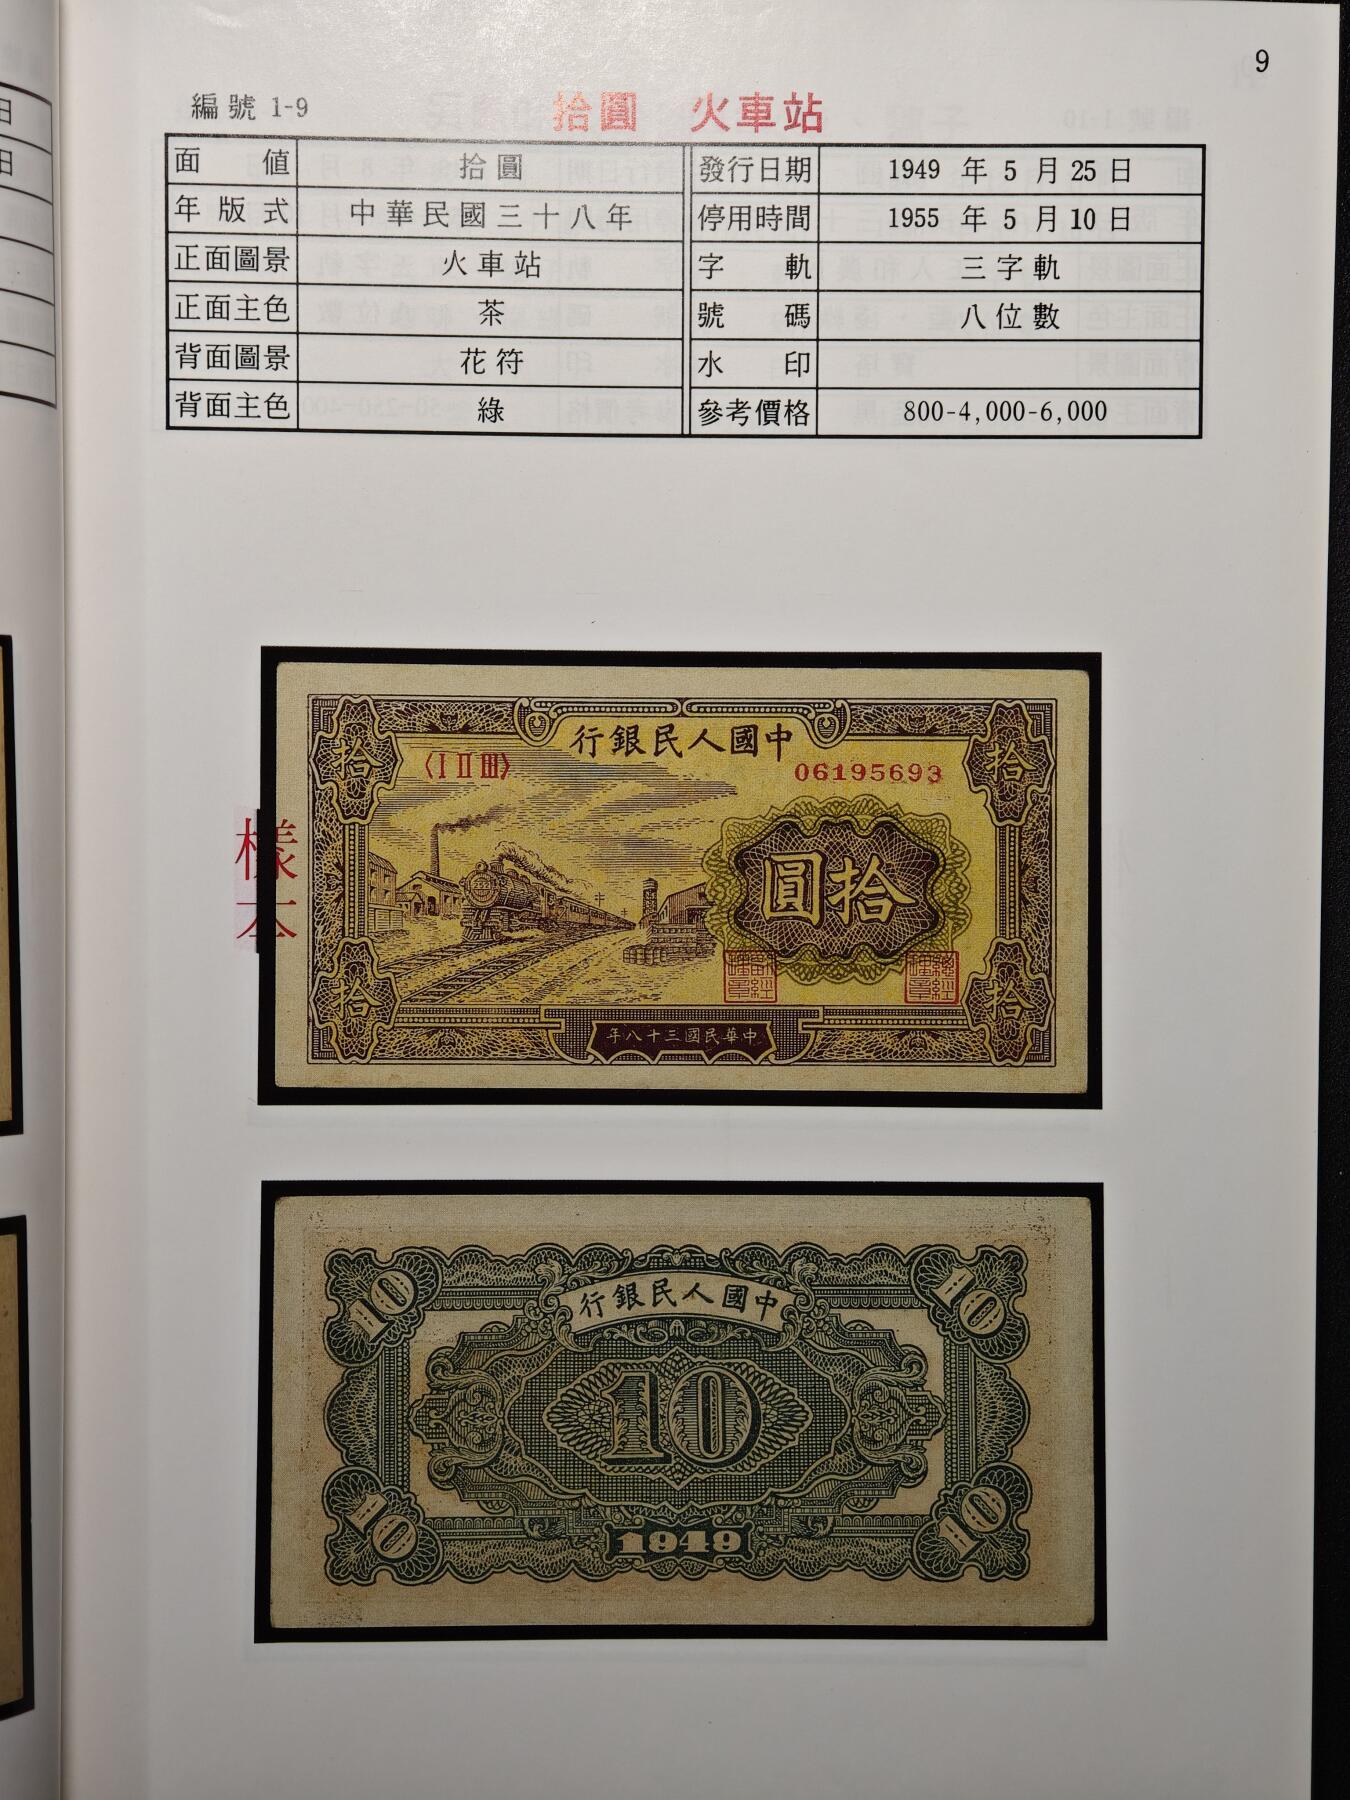 9
編號 1-9
拾圓 火車站
面值 拾圓 發行日期 1949 年 5 月 25 日
年版式 中華民國三十八年 停用時間 1955 年 5 月 10 日
正面圖景 火車站 字軌 三字軌
正面主色 茶 號碼 八位數
背面圖景 花符 水印
背面主色 綠 參考價格 800-4,000-6,000
樣本
行銀民人國中
〈I II III〉
06195693
拾
拾
圓拾
拾
拾
年八十三國民華中
行銀民人國中
10
10
10
10
10
1949
日
日